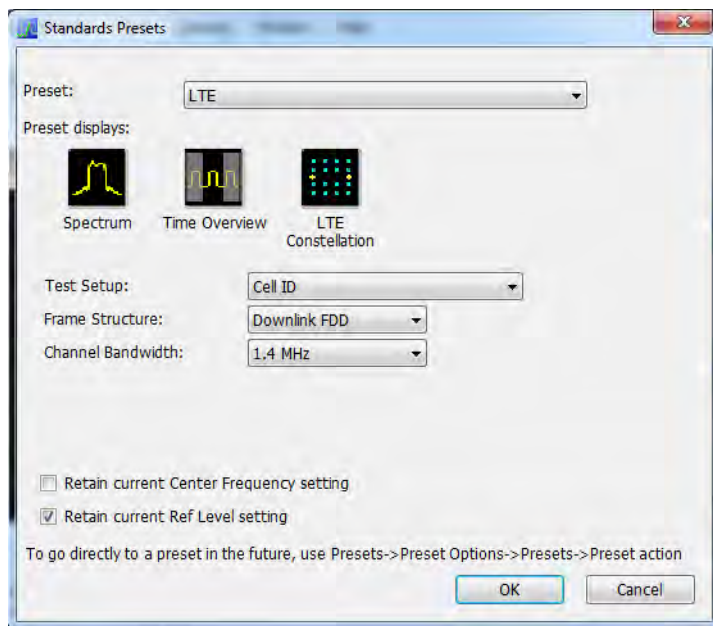 Standards Presets
Preset:
LTE
Preset displays:
Spectrum
Time Overview
LTE
Constellation
Test Setup:
Cell ID
Frame Structure:
Downlink FDD
Channel Bandwidth:
1.4 MHz
Retain current Center Frequency setting
Retain current Ref Level setting
To go directly to a preset in the future, use Presets->Preset Options->Presets->Preset action
OK
Cancel